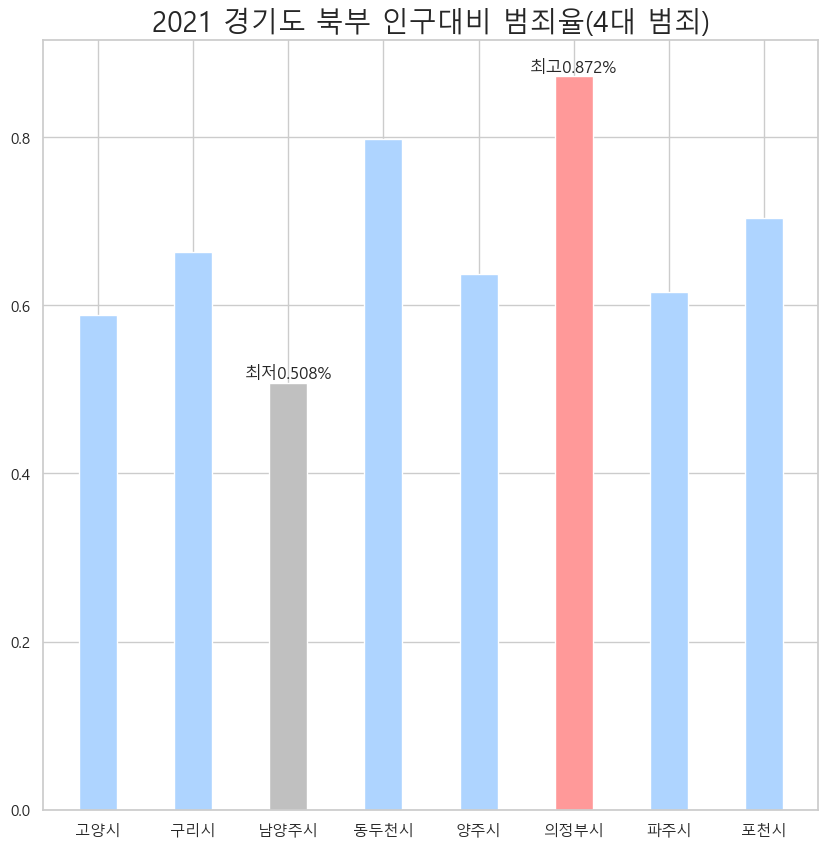 2021 경기도 북부 인구대비 범죄율(4대 범죄)
최고0.872%
0.8
0.6
최저0.508%
0.4
0.2
0.0
고양시 구리시 남양주시 동두천시 양주시 의정부시 파주시 포천시